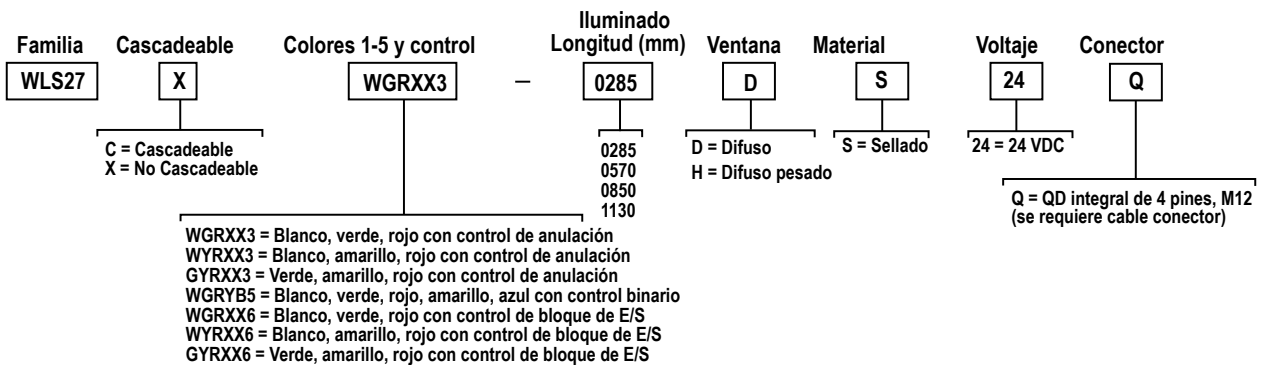 Familia
Cascadeable
Colores 1-5 y control
Iluminado
Longitud (mm)
Ventana
Material
Voltaje
Conector
WLS27
X
WGRXX3
–
0285
D
S
24
Q
C = Cascadeable
X = No Cascadeable
0285
0570
0850
1130
D = Difuso
H = Difuso pesado
S = Sellado
24 = 24 VDC
Q = QD integral de 4 pines, M12
(se requiere cable conector)
WGRXX3 = Blanco, verde, rojo con control de anulación
WYRXX3 = Blanco, amarillo, rojo con control de anulación
GYRXX3 = Verde, amarillo, rojo con control de anulación
WGRYB5 = Blanco, verde, rojo, amarillo, azul con control binario
WGRXX6 = Blanco, verde, rojo con control de bloque de E/S
WYRXX6 = Blanco, amarillo, rojo con control de bloque de E/S
GYRXX6 = Verde, amarillo, rojo con control de bloque de E/S